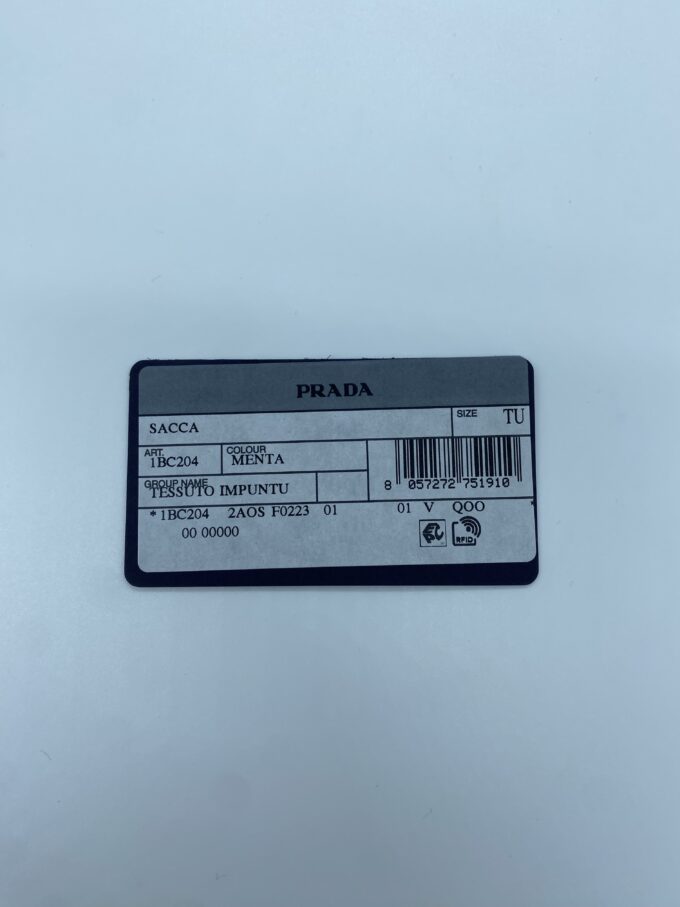 PRADA
SACCA
SIZE TU
ART. 1BC204
COLOUR MENTA
GROUP NAME
TESSUTO IMPUNTU
8 057272 751910
* 1BC204 2AOS F0223 01 01 V QOO
00 00000
RFID